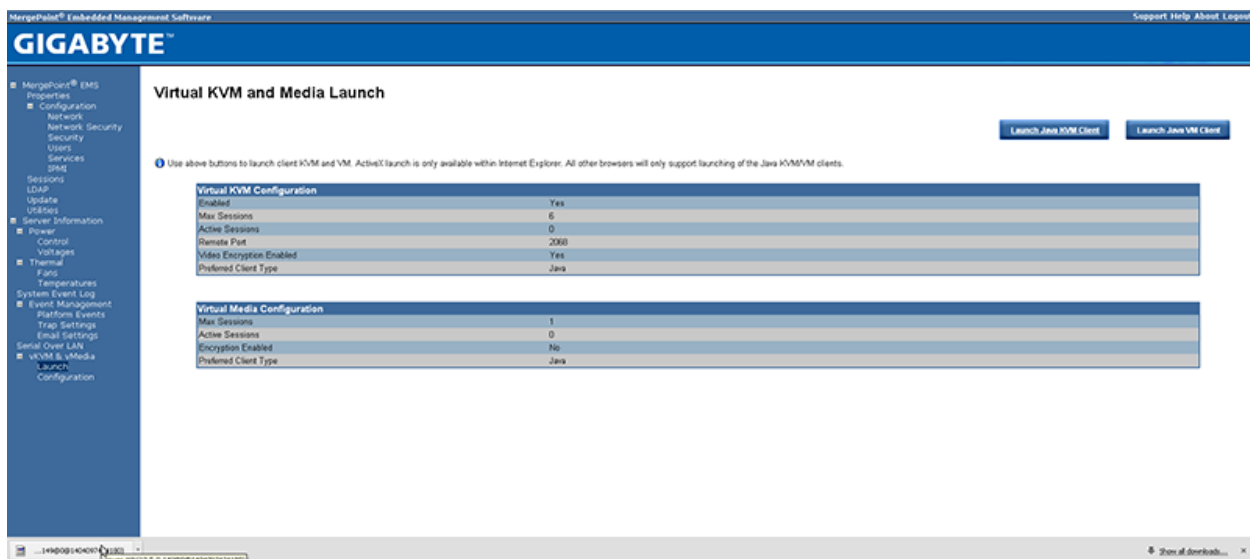 MergePoint® Embedded Management Software
Support Help About Logout
GIGABYTE™
MergePoint® EMS
Properties
Configuration
Network
Network Security
Security
Users
Services
IPMI
Sessions
LDAP
Update
Utilities
Server Information
Power
Control
Voltages
Thermal
Fans
Temperatures
System Event Log
Event Management
Platform Events
Trap Settings
Email Settings
Serial Over LAN
vKVM & vMedia
Launch
Configuration
Virtual KVM and Media Launch
Launch Java KVM Client
Launch Java VM Client
Use above buttons to launch client KVM and VM. ActiveX launch is only available within Internet Explorer. All other browsers will only support launching of the Java KVM/VM clients.
Virtual KVM Configuration
Enabled Yes
Max Sessions 6
Active Sessions 0
Remote Port 2068
Video Encryption Enabled Yes
Preferred Client Type Java
Virtual Media Configuration
Max Sessions 1
Active Sessions 0
Encryption Enabled No
Preferred Client Type Java
Show all downloads...